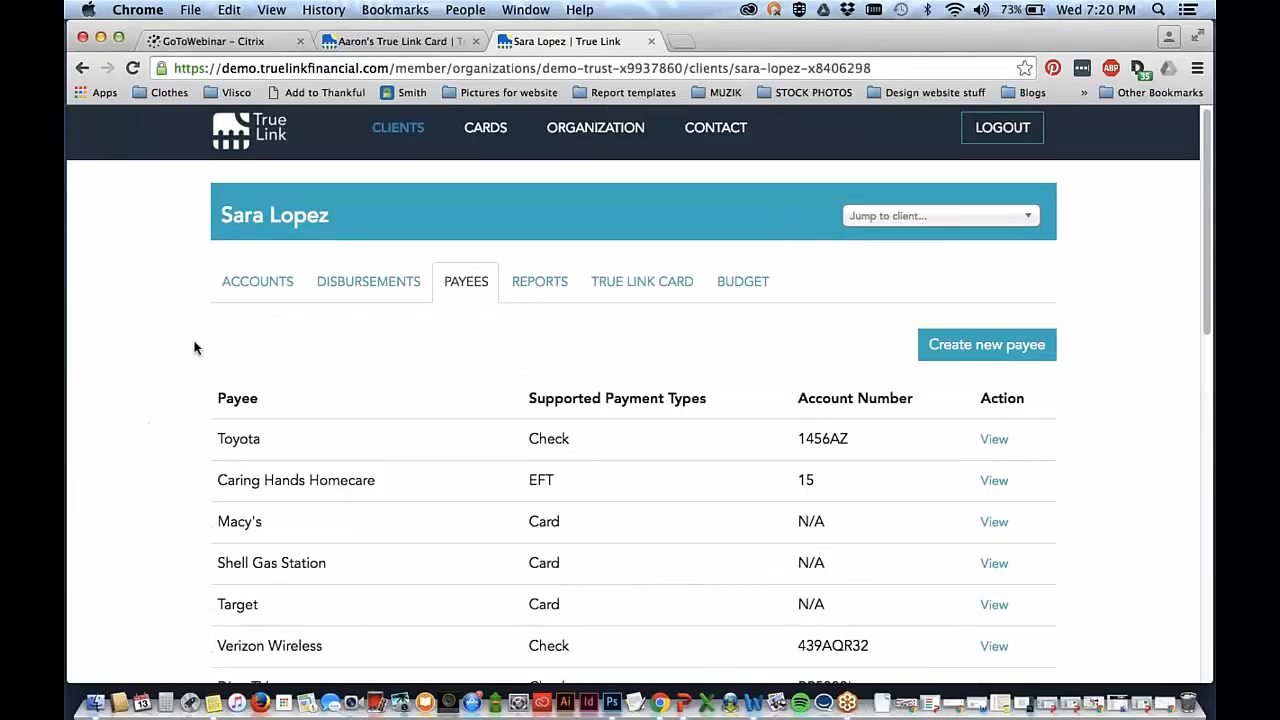 Chrome File Edit View History Bookmarks People Window Help 73% Wed 7:20 PM
GoToWebinar - Citrix Aaron's True Link Card | Tr Sara Lopez | True Link
https://demo.truelinkfinancial.com/member/organizations/demo-trust-x9937860/clients/sara-lopez-x8406298 ABP 35
Apps Clothes Vlisco Add to Thankful Smith Pictures for website Report templates MUZIK STOCK PHOTOS Design website stuff Blogs » Other Bookmarks
True Link CLIENTS CARDS ORGANIZATION CONTACT LOGOUT
Sara Lopez Jump to client...
ACCOUNTS DISBURSEMENTS PAYEES REPORTS TRUE LINK CARD BUDGET
Create new payee
Payee Supported Payment Types Account Number Action
Toyota Check 1456AZ View
Caring Hands Homecare EFT 15 View
Macy's Card N/A View
Shell Gas Station Card N/A View
Target Card N/A View
Verizon Wireless Check 439AQR32 View